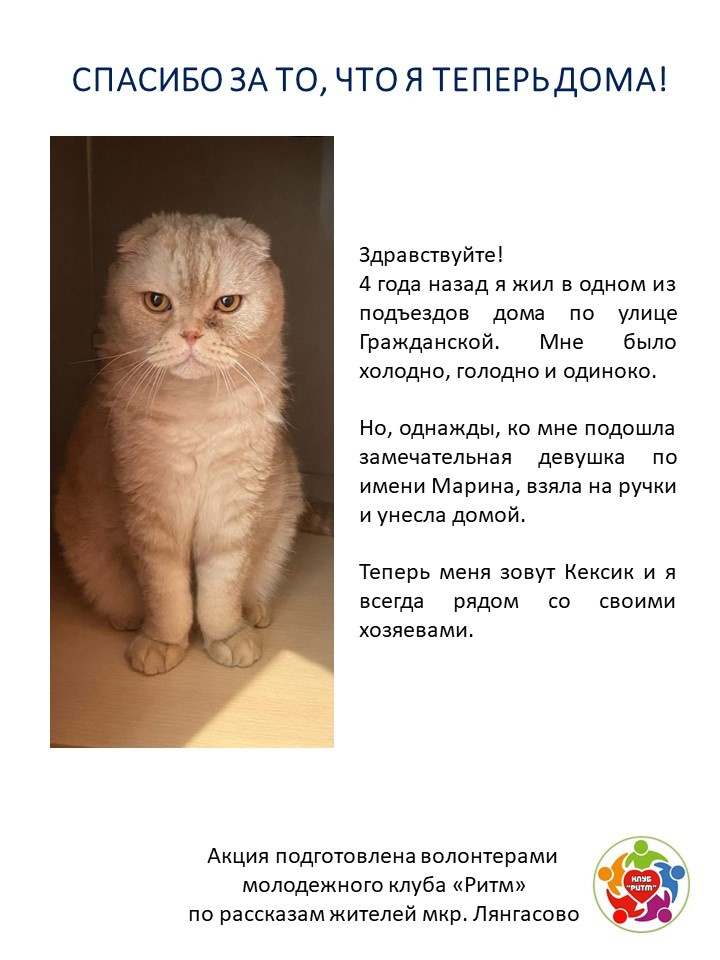 СПАСИБО ЗА ТО, ЧТО Я ТЕПЕРЬ ДОМА!
Здравствуйте!
4 года назад я жил в одном из
подъездов дома по улице
Гражданской. Мне было
холодно, голодно и одиноко.
Но, однажды, ко мне подошла
замечательная девушка по
имени Марина, взяла на ручки
и унесла домой.
Теперь меня зовут Кексик и я
всегда рядом со своими
хозяевами.
Акция подготовлена волонтерами
молодежного клуба «Ритм»
по рассказам жителей мкр. Лянгасово
КЛУБ
"РИТМ"